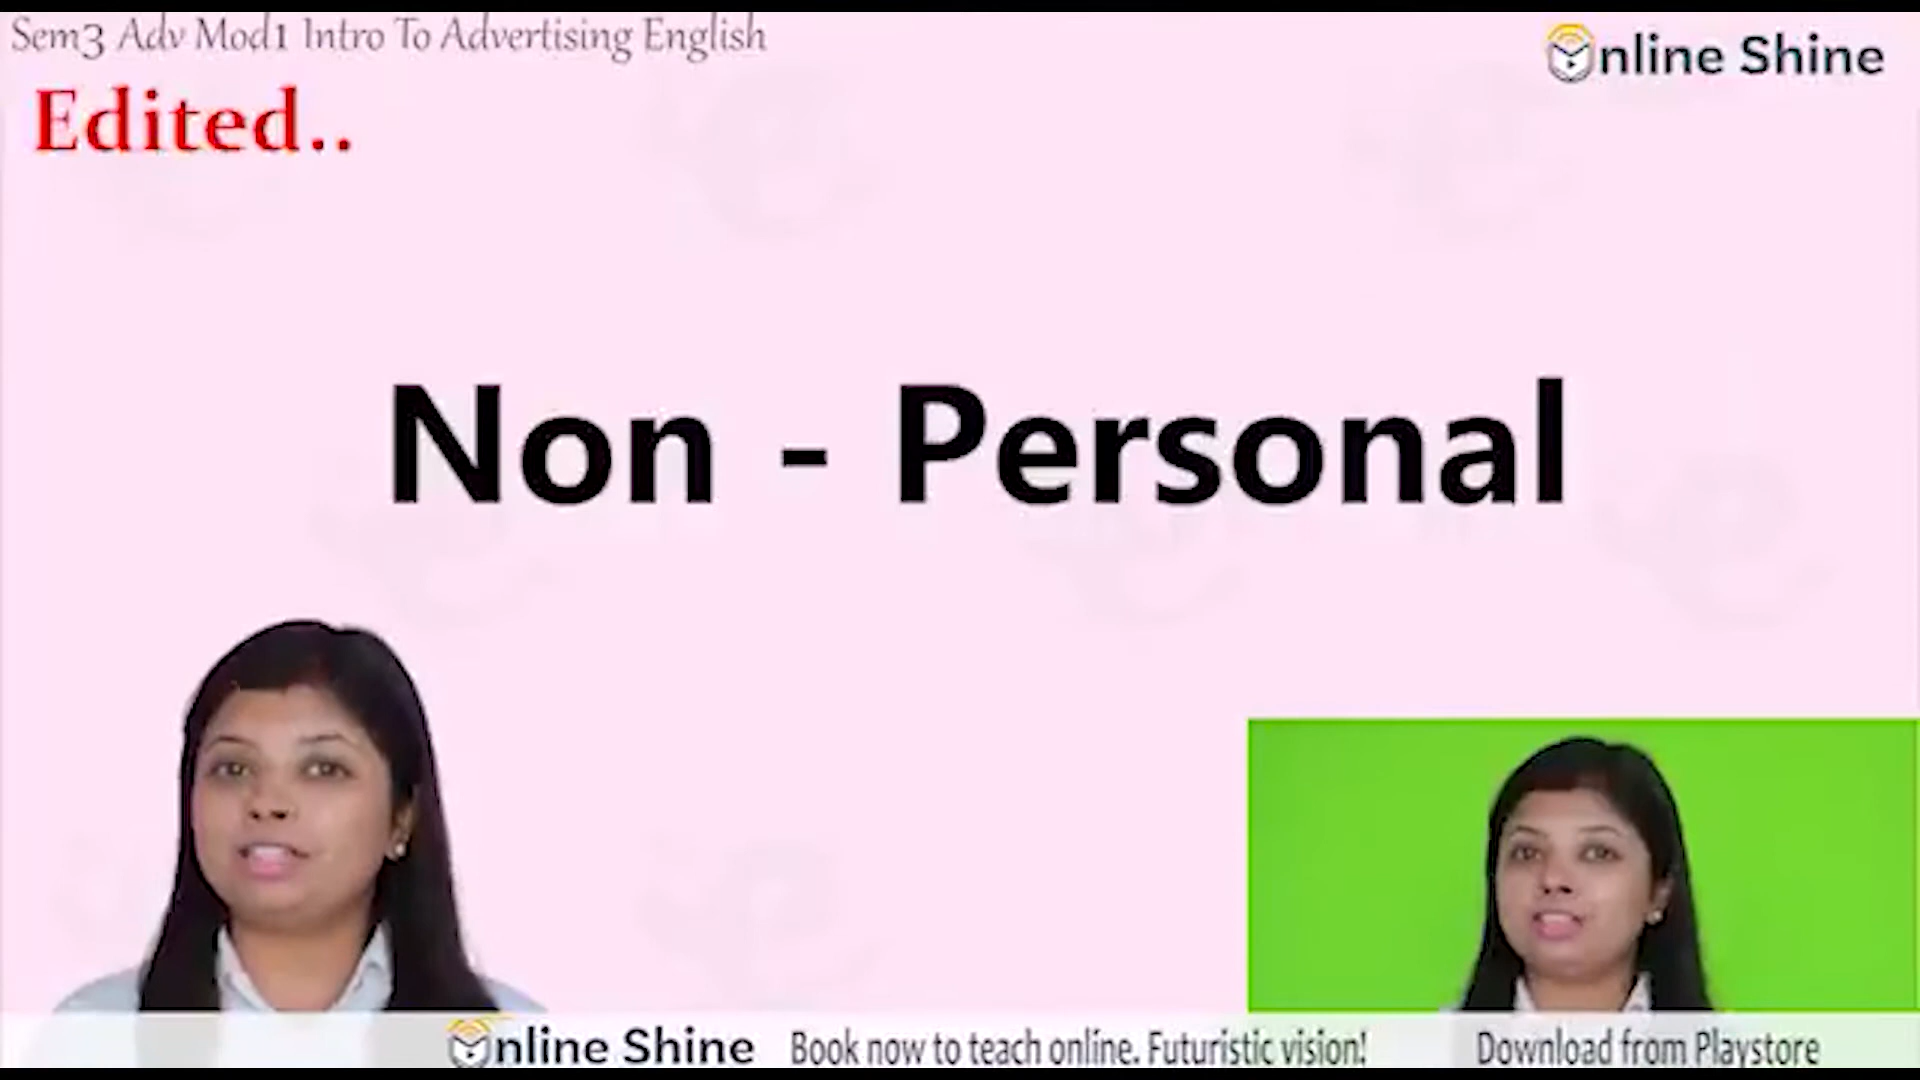 Sem3 Adv Mod1 Intro To Advertising English
Online Shine
Edited..
Non - Personal
Online Shine Book now to teach online. Futuristic vision! Download from Playstore